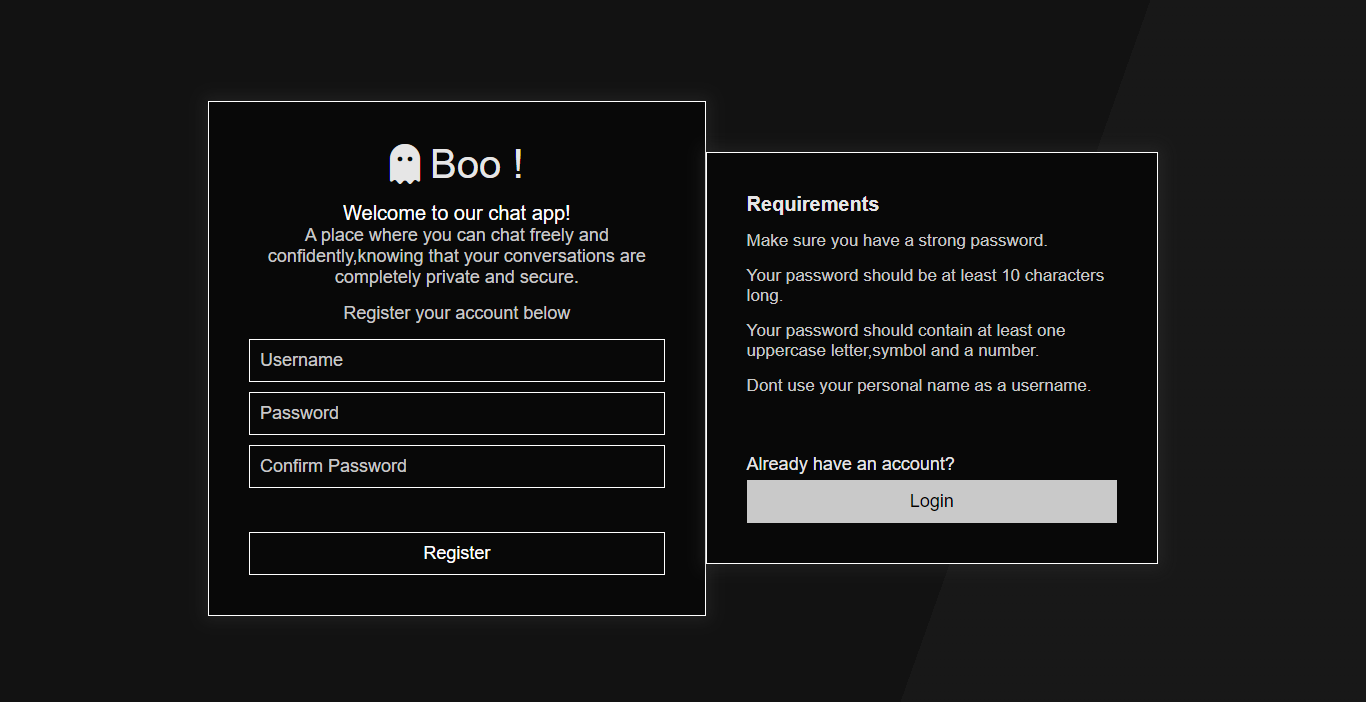 Boo !
Welcome to our chat app!
A place where you can chat freely and
confidently,knowing that your conversations are
completely private and secure.
Register your account below
Username
Password
Confirm Password
Register
Requirements
Make sure you have a strong password.
Your password should be at least 10 characters
long.
Your password should contain at least one
uppercase letter,symbol and a number.
Dont use your personal name as a username.
Already have an account?
Login